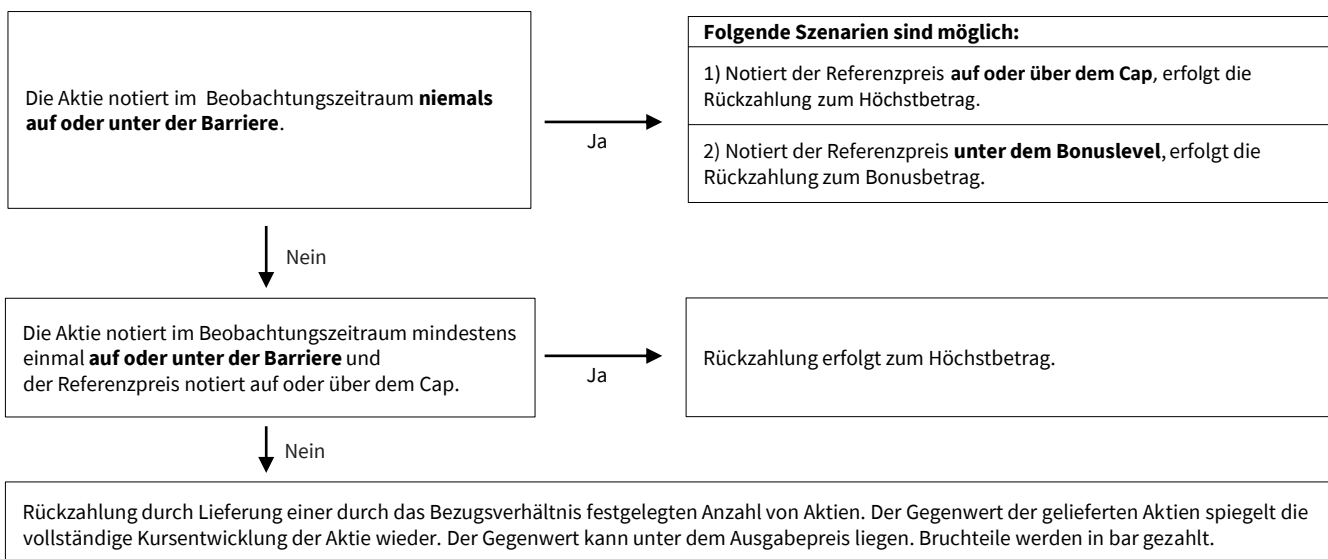 Die Aktie notiert im Beobachtungszeitraum niemals
auf oder unter der Barriere.
Ja
Folgende Szenarien sind möglich:
1) Notiert der Referenzpreis auf oder über dem Cap, erfolgt die
Rückzahlung zum Höchstbetrag.
2) Notiert der Referenzpreis unter dem Bonuslevel, erfolgt die
Rückzahlung zum Bonusbetrag.
Nein
Die Aktie notiert im Beobachtungszeitraum mindestens
einmal auf oder unter der Barriere und
der Referenzpreis notiert auf oder über dem Cap.
Ja
Rückzahlung erfolgt zum Höchstbetrag.
Nein
Rückzahlung durch Lieferung einer durch das Bezugsverhältnis festgelegten Anzahl von Aktien. Der Gegenwert der gelieferten Aktien spiegelt die
vollständige Kursentwicklung der Aktie wieder. Der Gegenwert kann unter dem Ausgabepreis liegen. Bruchteile werden in bar gezahlt.